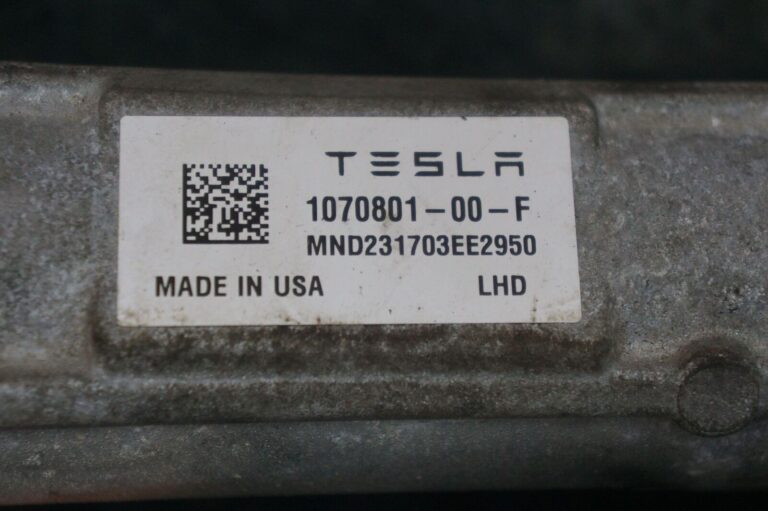 TESLA
1070801-00-F
MND231703EE2950
MADE IN USA LHD